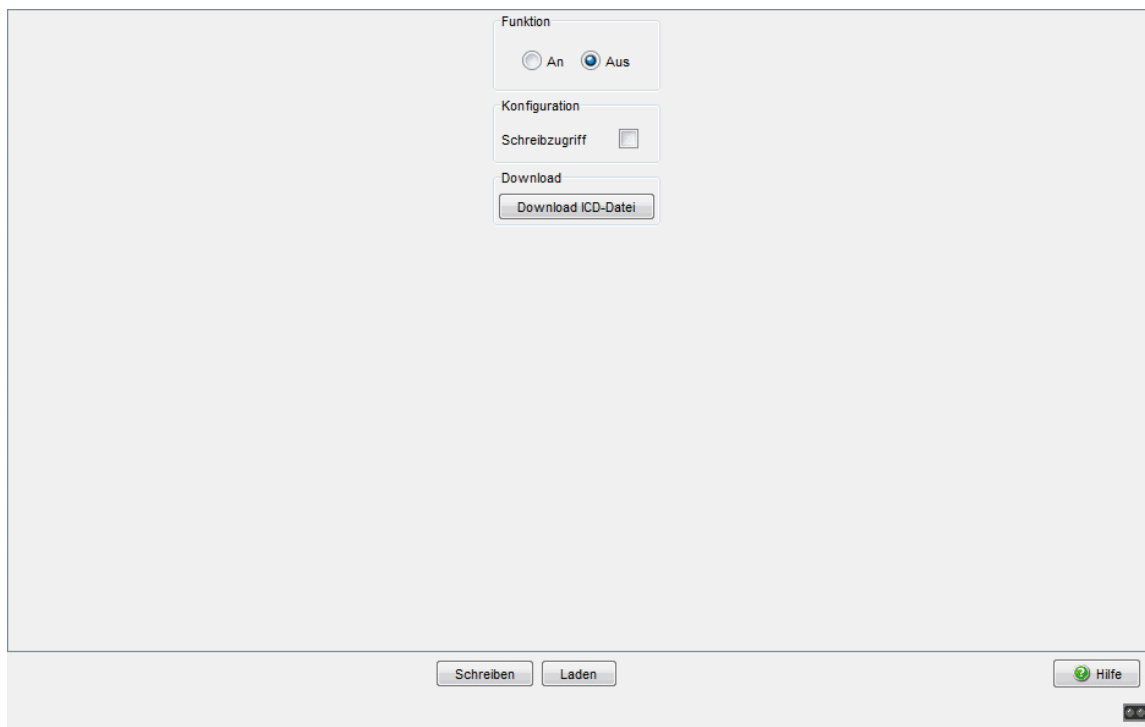 Funktion
An Aus
Konfiguration
Schreibzugriff
Download
Download ICD-Datei
Schreiben Laden Hilfe